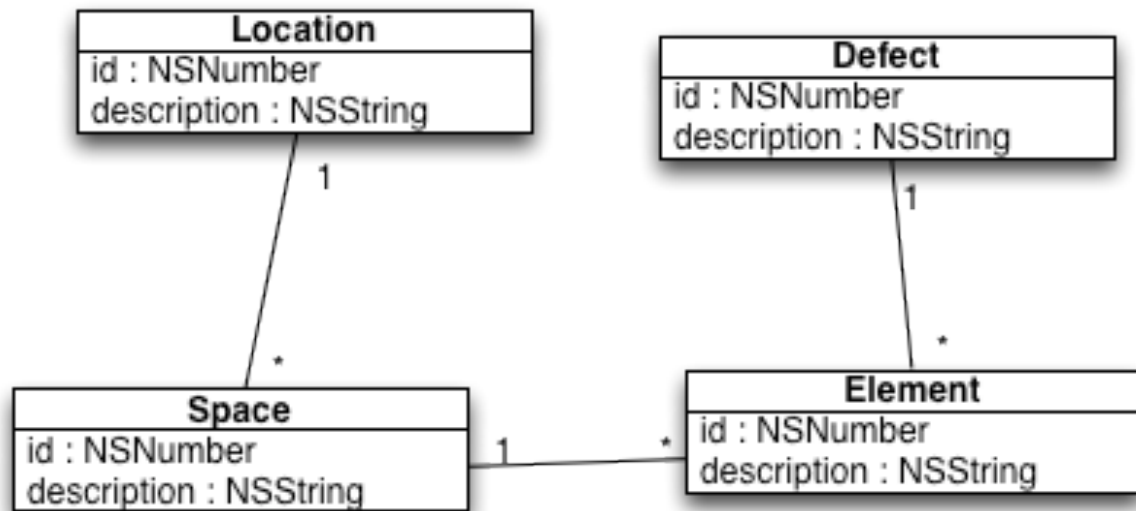 Location
id : NSNumber
description : NSString
Defect
id : NSNumber
description : NSString
1
1
*
*
Space
id : NSNumber
description : NSString
1
*
Element
id : NSNumber
description : NSString